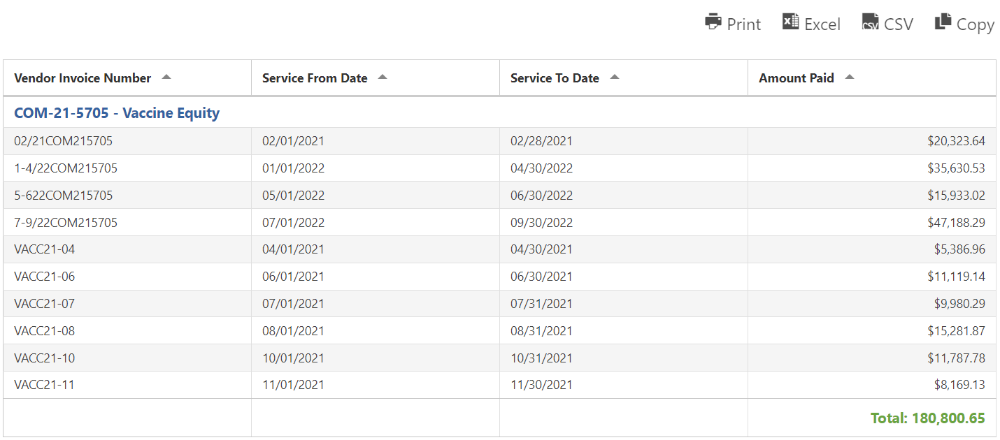 Print Excel CSV Copy
Vendor Invoice Number Service From Date Service To Date Amount Paid
COM-21-5705 - Vaccine Equity
02/21COM215705 02/01/2021 02/28/2021 $20,323.64
1-4/22COM215705 01/01/2022 04/30/2022 $35,630.53
5-622COM215705 05/01/2022 06/30/2022 $15,933.02
7-9/22COM215705 07/01/2022 09/30/2022 $47,188.29
VACC21-04 04/01/2021 04/30/2021 $5,386.96
VACC21-06 06/01/2021 06/30/2021 $11,119.14
VACC21-07 07/01/2021 07/31/2021 $9,980.29
VACC21-08 08/01/2021 08/31/2021 $15,281.87
VACC21-10 10/01/2021 10/31/2021 $11,787.78
VACC21-11 11/01/2021 11/30/2021 $8,169.13
Total: 180,800.65